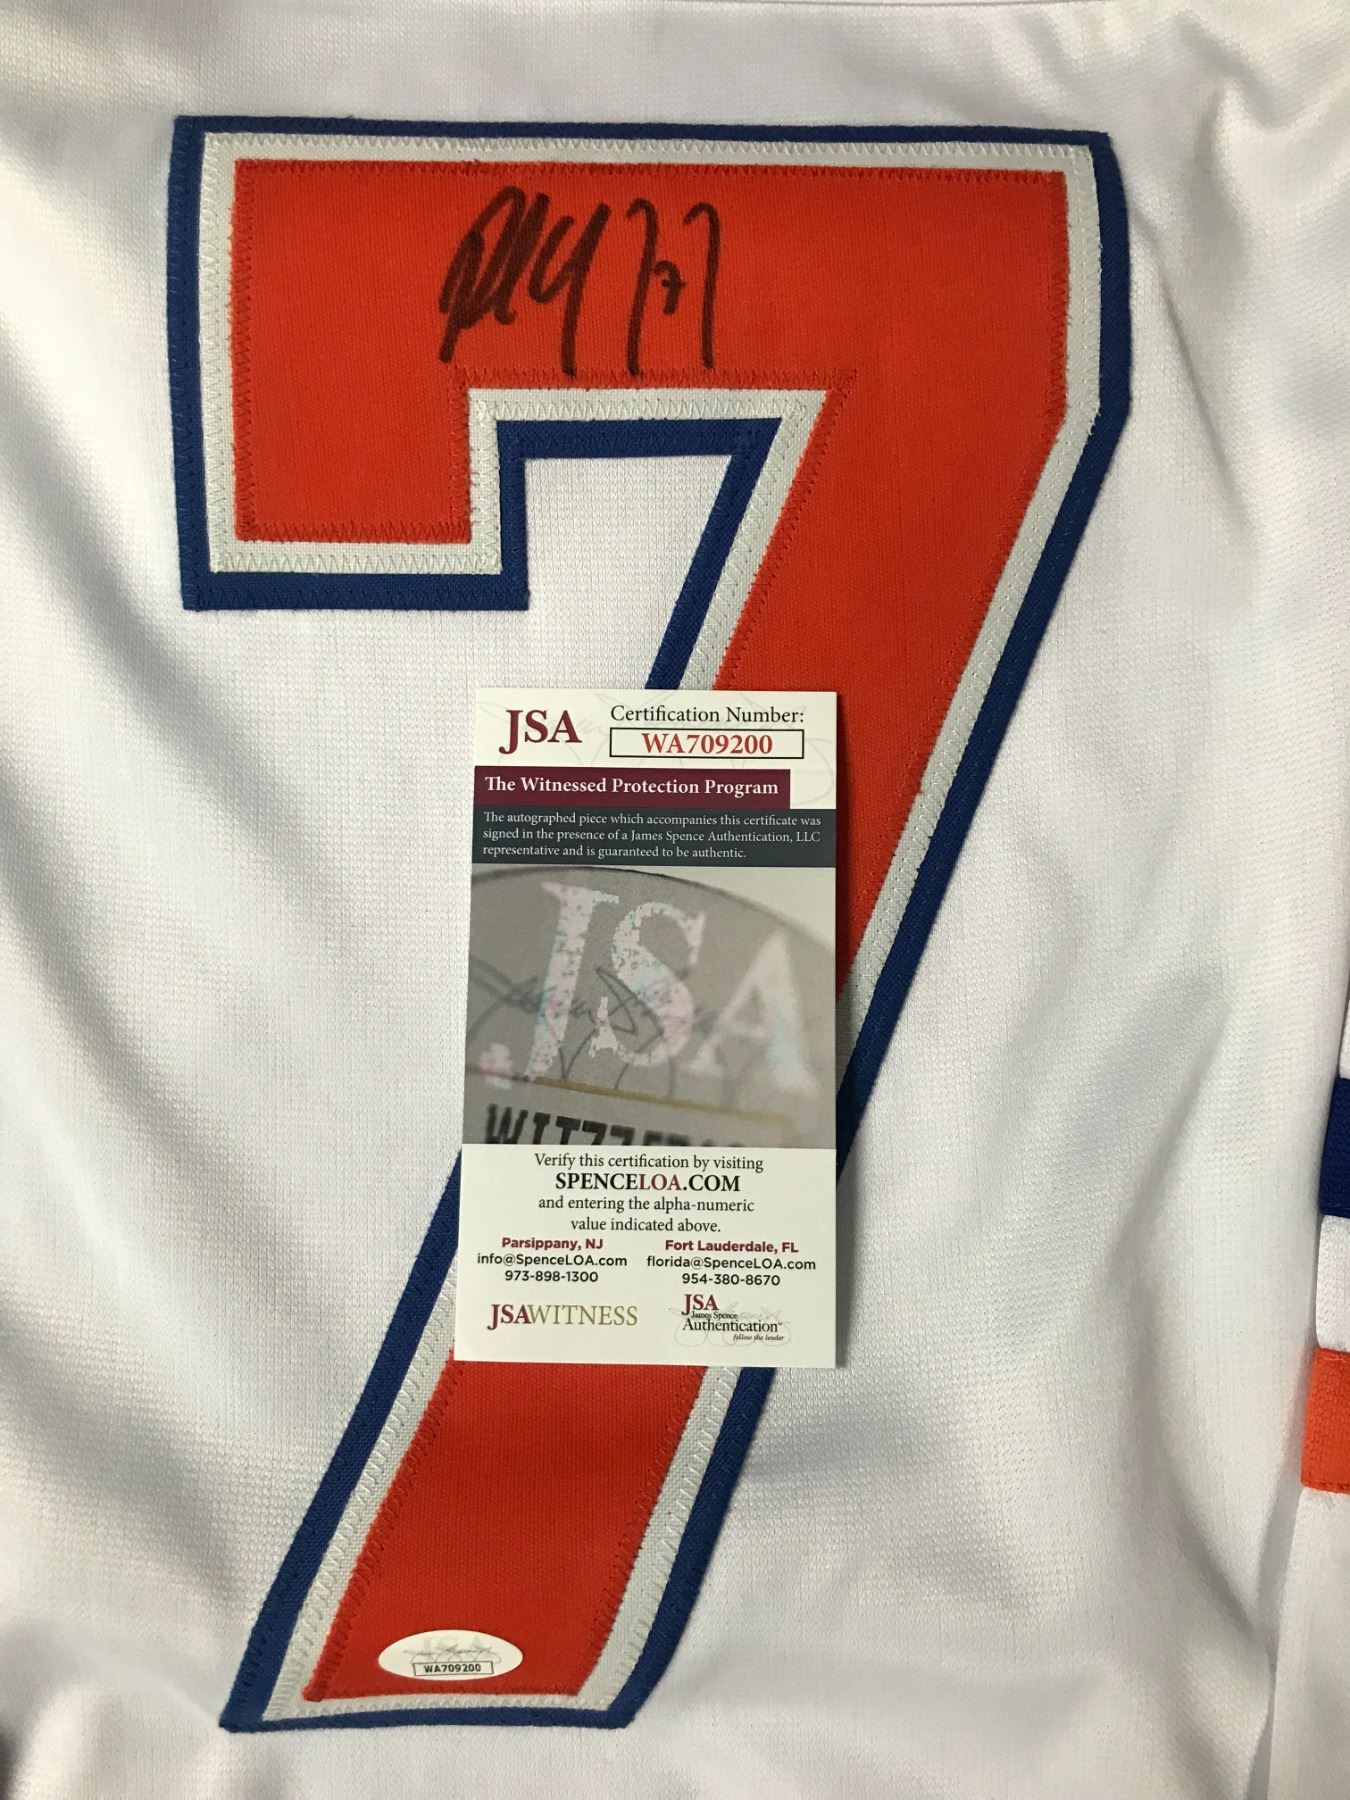 7
7
JSA
Certification Number:
WA709200
The Witnessed Protection Program
The autographed piece which accompanies this certificate was
signed in the presence of a James Spence Authentication, LLC
representative and is guaranteed to be authentic.
JSA
Verify this certification by visiting
SPENCELOA.COM
and entering the alpha-numeric
value indicated above.
Parsippany, NJ
info@SpenceLOA.com
973-898-1300
Fort Lauderdale, FL
florida@SpenceLOA.com
954-380-8670
JSAWITNESS
JSA
James Spence
Authentication
follow the leader
WA709200